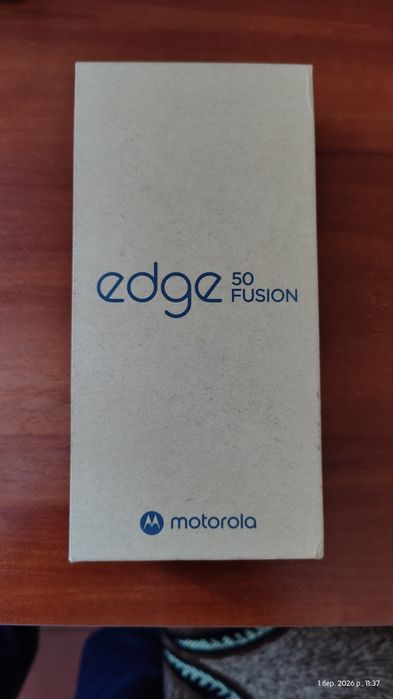 edge 50
FUSION
motorola
1 бер. 2026 р., 11:37